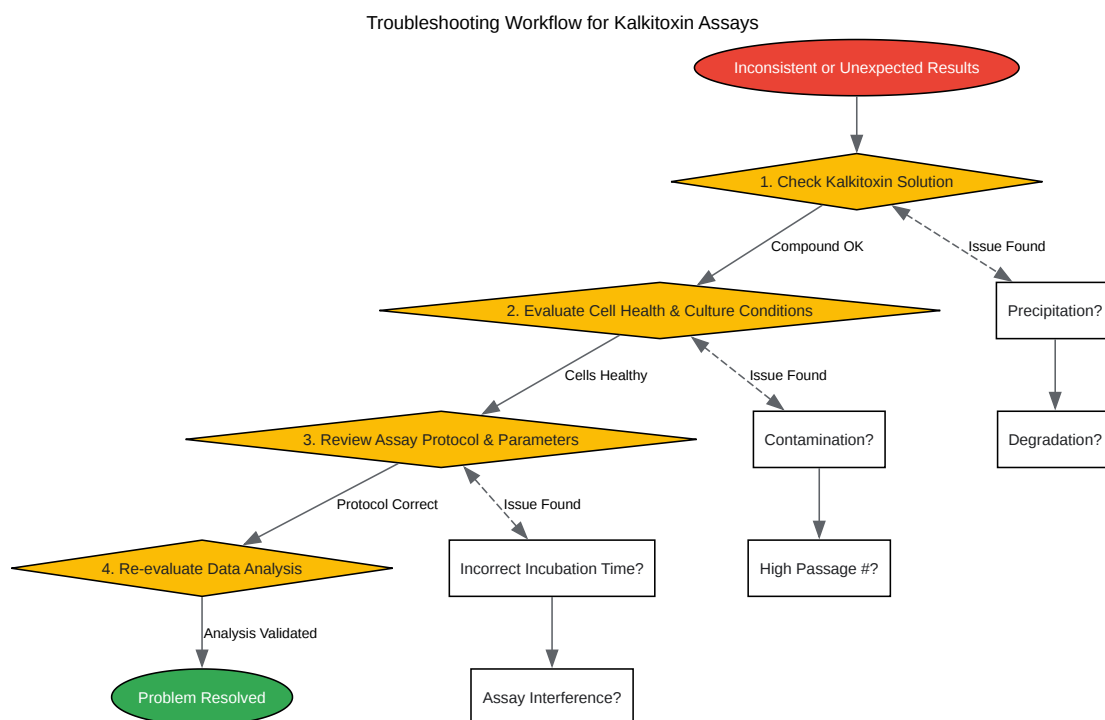 Troubleshooting Workflow for Kalkitoxin Assays
Inconsistent or Unexpected Results
1. Check Kalkitoxin Solution
Compound OK
Issue Found
2. Evaluate Cell Health & Culture Conditions
Precipitation?
Cells Healthy
Issue Found
3. Review Assay Protocol & Parameters
Contamination?
Degradation?
Protocol Correct
Issue Found
4. Re-evaluate Data Analysis
Incorrect Incubation Time?
High Passage #?
Analysis Validated
Problem Resolved
Assay Interference?